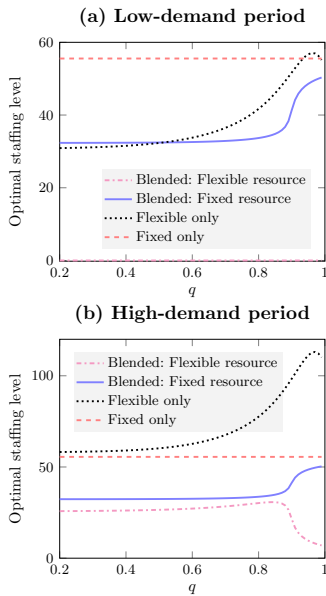 (a) Low-demand period
Optimal staffing level
60
40
20
0
Blended: Flexible resource
Blended: Fixed resource
Flexible only
Fixed only
0.2
0.4
0.6
0.8
1
q
(b) High-demand period
Optimal staffing level
100
50
0
Blended: Flexible resource
Blended: Fixed resource
Flexible only
Fixed only
0.2
0.4
0.6
0.8
1
q